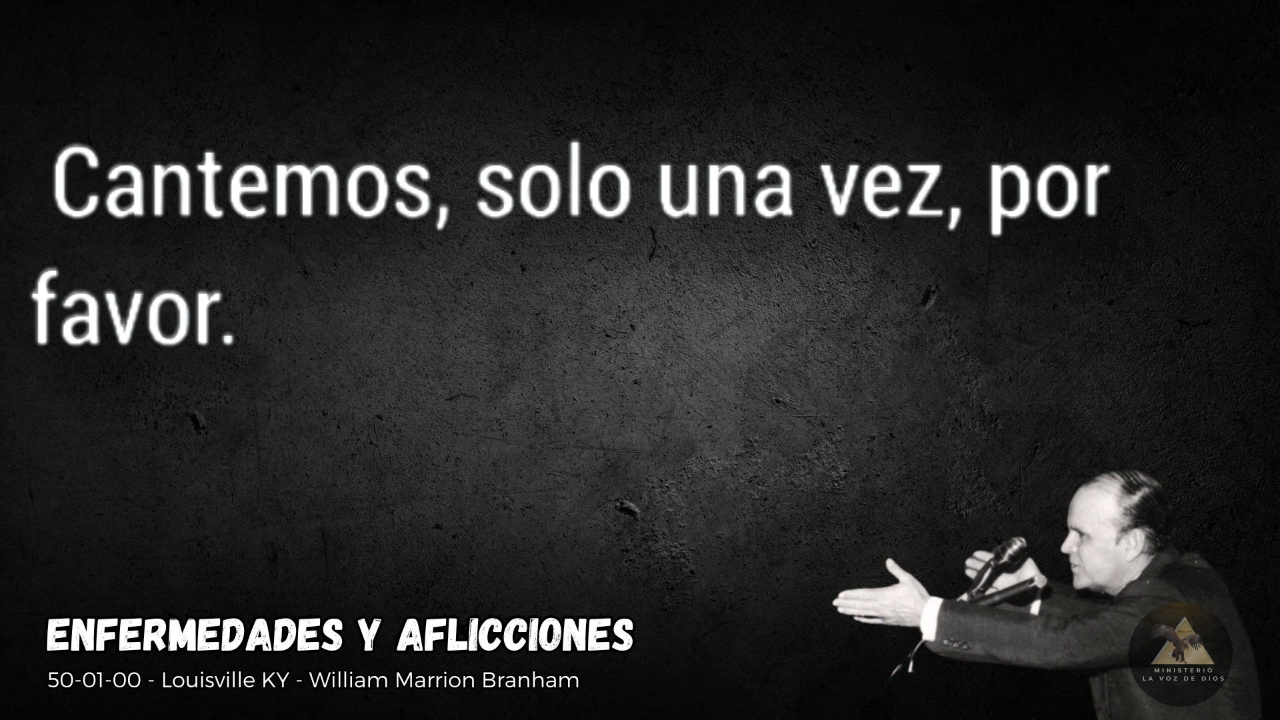 Cantemos, solo una vez, por
favor.
ENFERMEDADES Y AFLICCIONES
50-01-00 - Louisville KY - William Marrion Branham
MINISTERIO
LA VOZ DE DIOS